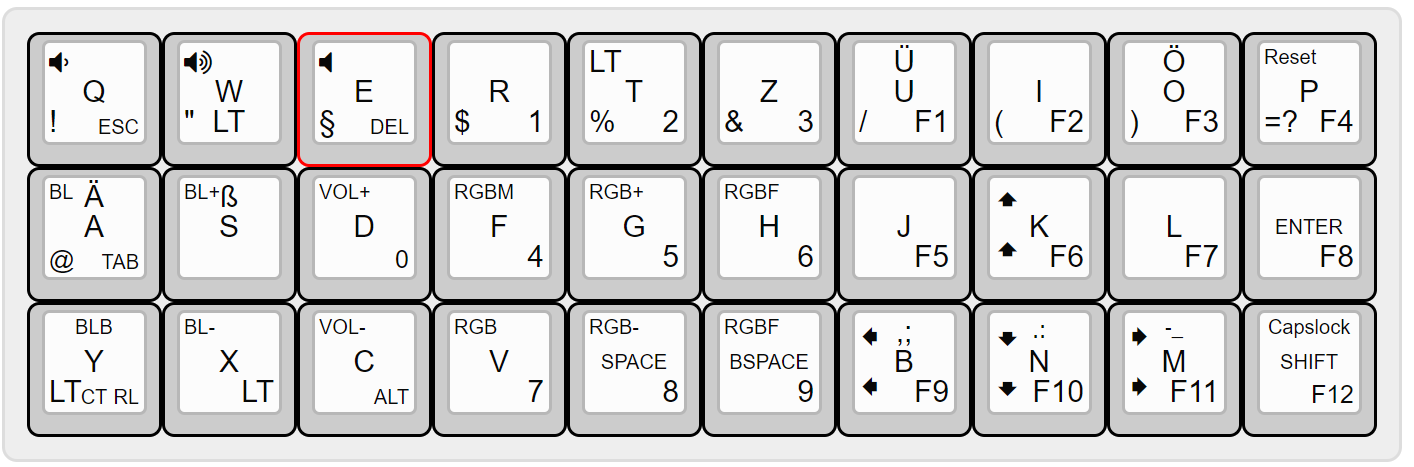 Q
! ESC
W
" LT
E
§ DEL
R
$ 1
LT
T
% 2
Z
& 3
Ü
U
/ F1
I
( F2
Ö
O
) F3
Reset
P
=? F4
BL Ä
A
@ TAB
BL+ ß
S
VOL+
D
0
RGBM
F
4
RGB+
G
5
RGBF
H
6
J
F5
K
F6
L
F7
ENTER
F8
BLB
Y
LT CT RL
BL-
X
LT
VOL-
C
ALT
RGB
V
7
RGB-
SPACE
8
RGBF
BSPACE
9
,;
B
F9
.:
N
F10
-_
M
F11
Capslock
SHIFT
F12